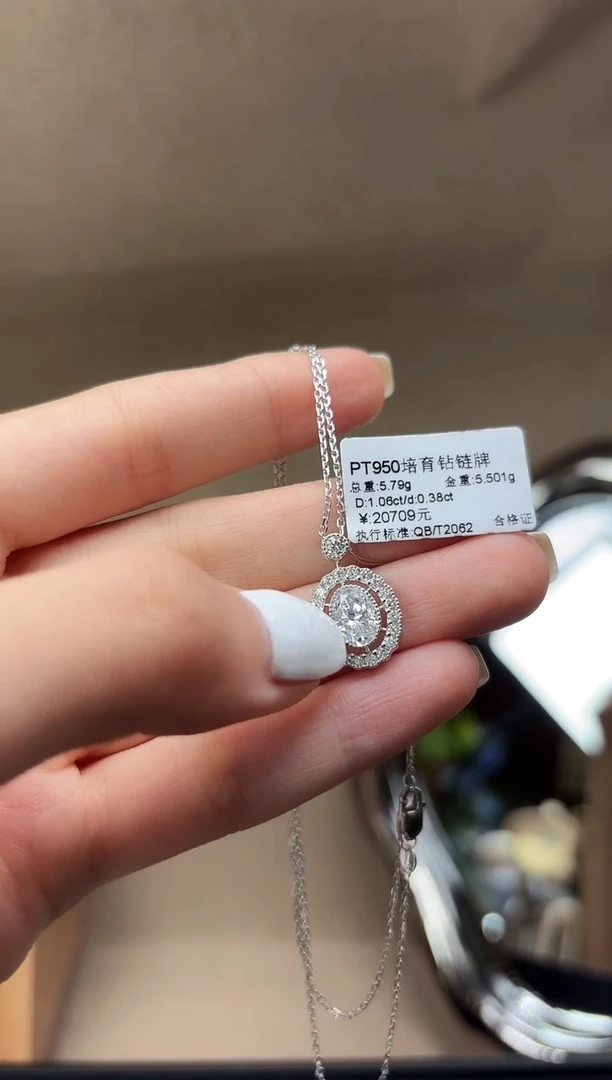 PT950培育钻链牌
总重:5.79g 金重:5.501g
D:1.06ct/d:0.38ct
¥:20709元
执行标准:QB/T2062 合格证